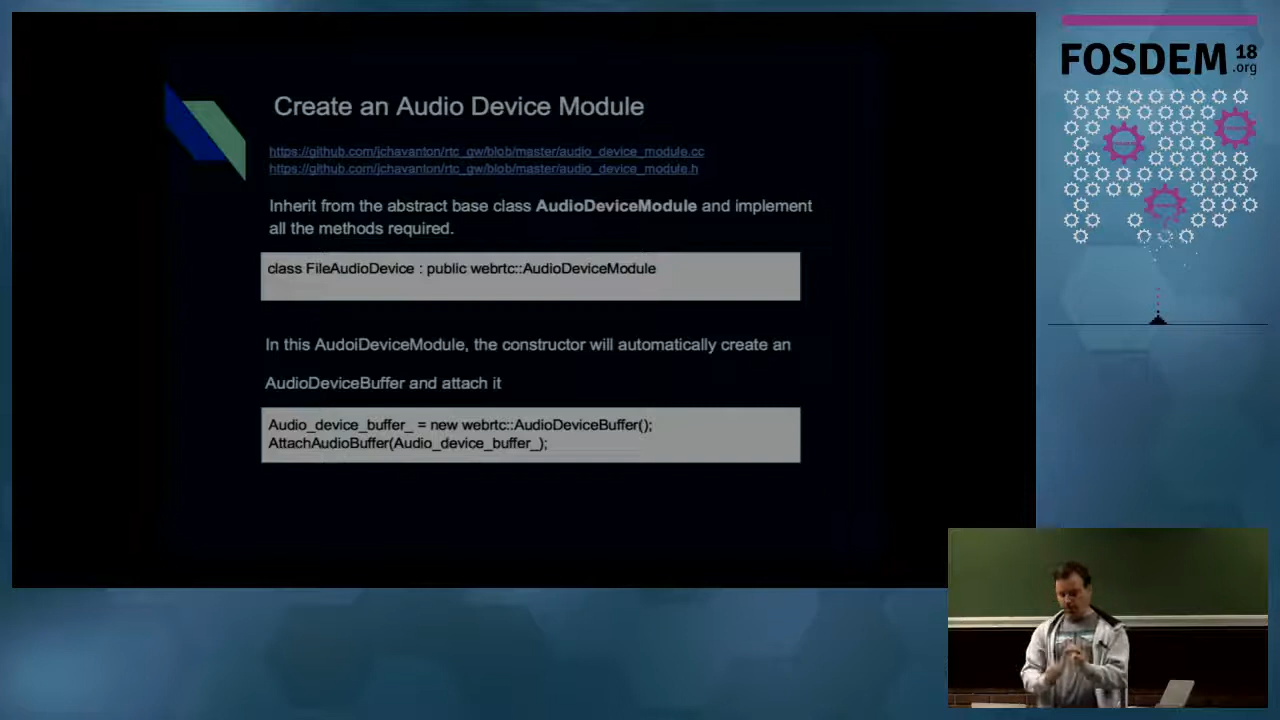 Create an Audio Device Module
https://github.com/jchavanton/rtc_gw/blob/master/audio_device_module.cc
https://github.com/jchavanton/rtc_gw/blob/master/audio_device_module.h
Inherit from the abstract base class AudioDeviceModule and implement
all the methods required.
class FileAudioDevice : public webrtc::AudioDeviceModule
In this AudoiDeviceModule, the constructor will automatically create an
AudioDeviceBuffer and attach it
Audio_device_buffer_ = new webrtc::AudioDeviceBuffer();
AttachAudioBuffer(Audio_device_buffer_);
FOSDEM 18
.org